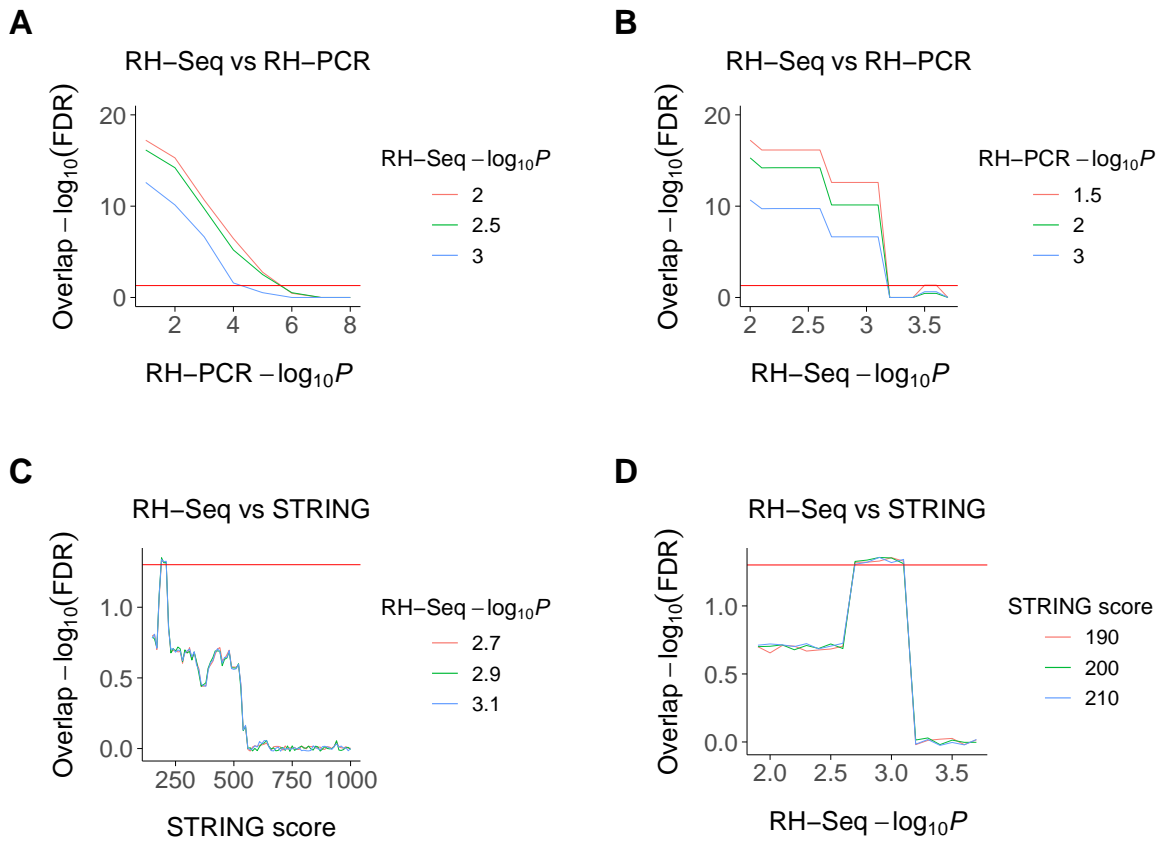 A
RH−Seq vs RH−PCR
Overlap −log10(FDR)
20
10
0
2 4 6 8
RH−PCR −log10P
RH−Seq −log10P
2
2.5
3
B
RH−Seq vs RH−PCR
Overlap −log10(FDR)
20
10
0
2 2.5 3 3.5
RH−Seq −log10P
RH−PCR −log10P
1.5
2
3
C
RH−Seq vs STRING
Overlap −log10(FDR)
1.0
0.5
0.0
250 500 750 1000
STRING score
RH−Seq −log10P
2.7
2.9
3.1
D
RH−Seq vs STRING
Overlap −log10(FDR)
1.0
0.5
0.0
2.0 2.5 3.0 3.5
RH−Seq −log10P
STRING score
190
200
210